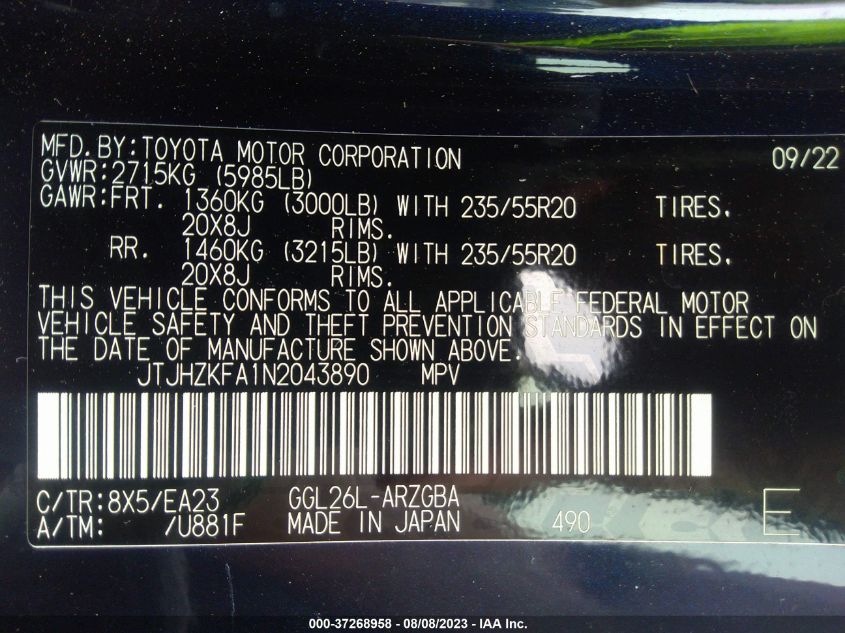 MFD.BY:TOYOTA MOTOR CORPORATION 09/22
GVWR:2715KG (5985LB)
GAWR:FRT. 1360KG (3000LB) WITH 235/55R20 TIRES.
20X8J RIMS.
RR. 1460KG (3215LB) WITH 235/55R20 TIRES.
20X8J RIMS.
THIS VEHICLE CONFORMS TO ALL APPLICABLE FEDERAL MOTOR
VEHICLE SAFETY AND THEFT PREVENTION STANDARDS IN EFFECT ON
THE DATE OF MANUFACTURE SHOWN ABOVE.
JTJHZKFA1N2043890 MPV
C/TR:8X5/EA23 GGL26L-ARZGBA
A/TM: /U881F MADE IN JAPAN 490 E
000-37268958 - 08/08/2023 - IAA Inc.